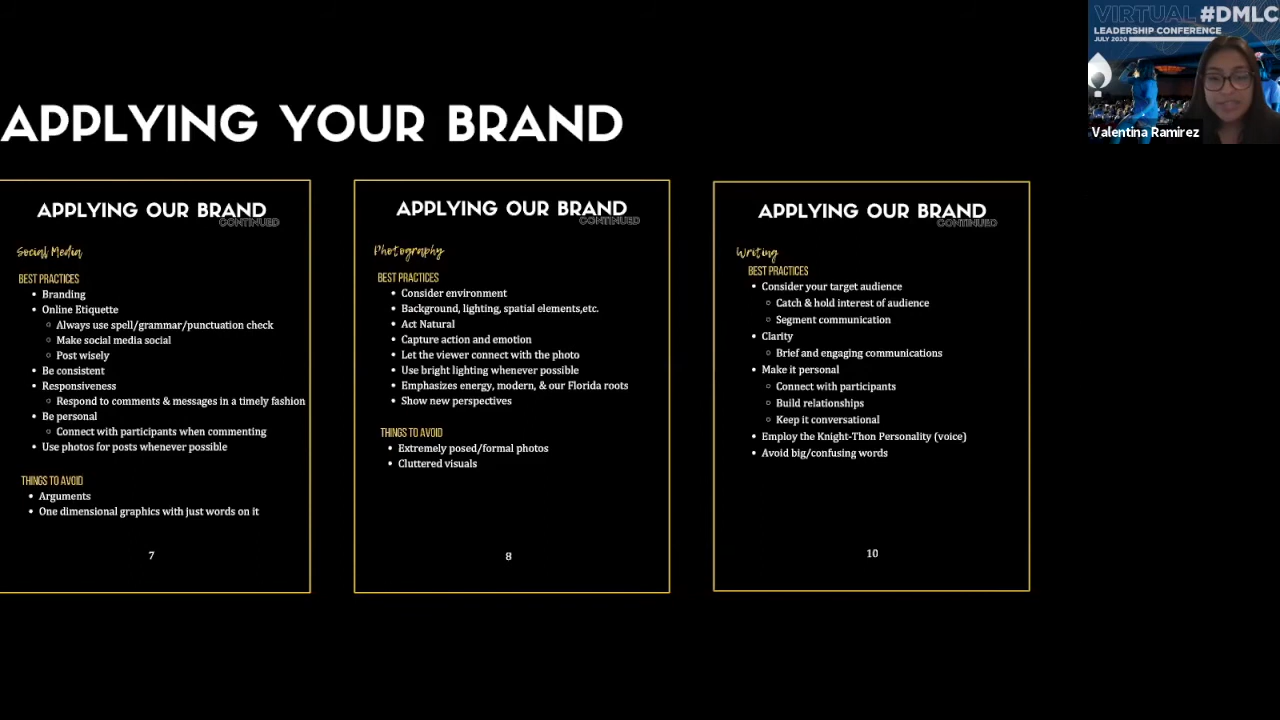 VIRTUAL #DMLC
LEADERSHIP CONFERENCE
JULY 2020
Valentina Ramirez
APPLYING YOUR BRAND
APPLYING OUR BRAND
CONTINUED
Social Media
BEST PRACTICES
• Branding
• Online Etiquette
○ Always use spell/grammar/punctuation check
○ Make social media social
○ Post wisely
• Be consistent
• Responsiveness
○ Respond to comments & messages in a timely fashion
• Be personal
○ Connect with participants when commenting
• Use photos for posts whenever possible
THINGS TO AVOID
• Arguments
• One dimensional graphics with just words on it
7
APPLYING OUR BRAND
CONTINUED
Photography
BEST PRACTICES
• Consider environment
• Background, lighting, spatial elements,etc.
• Act Natural
• Capture action and emotion
• Let the viewer connect with the photo
• Use bright lighting whenever possible
• Emphasizes energy, modern, & our Florida roots
• Show new perspectives
THINGS TO AVOID
• Extremely posed/formal photos
• Cluttered visuals
8
APPLYING OUR BRAND
CONTINUED
Writing
BEST PRACTICES
• Consider your target audience
○ Catch & hold interest of audience
○ Segment communication
• Clarity
○ Brief and engaging communications
• Make it personal
○ Connect with participants
○ Build relationships
○ Keep it conversational
• Employ the Knight-Thon Personality (voice)
• Avoid big/confusing words
10